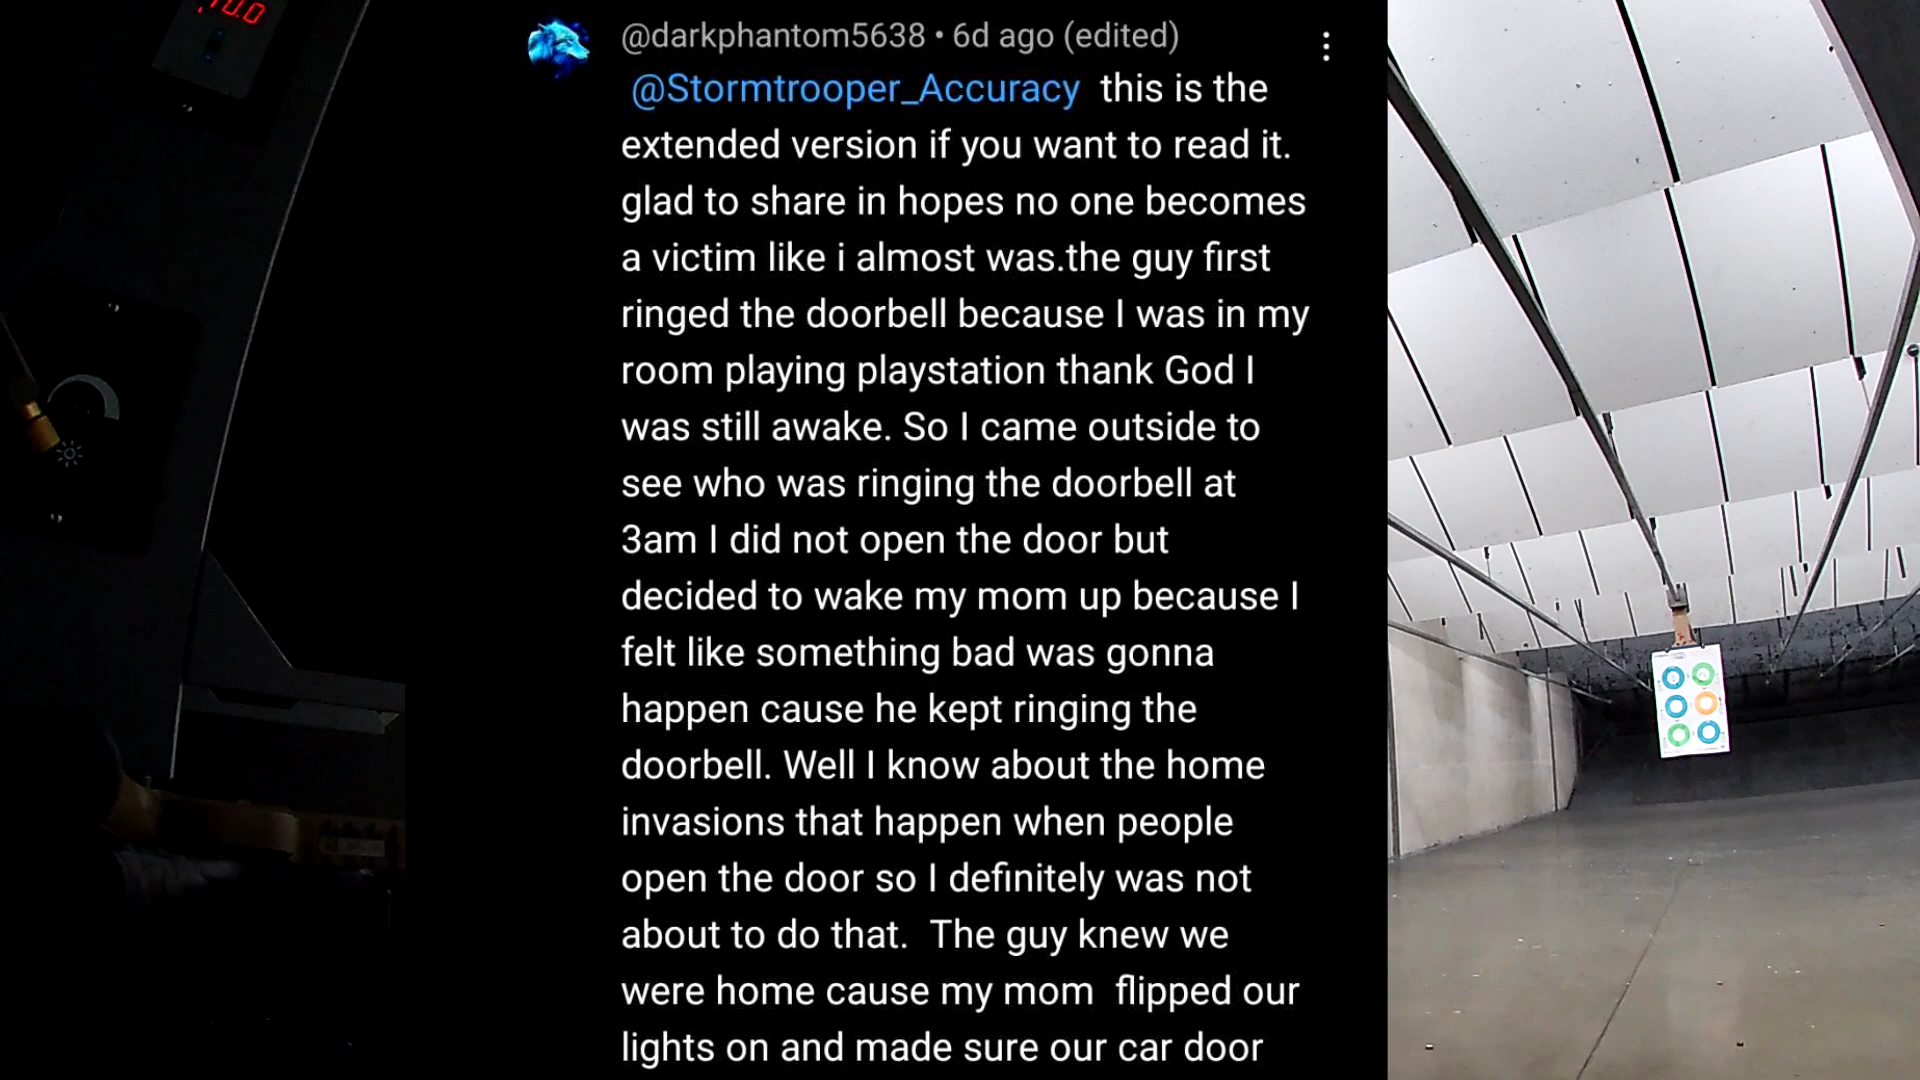 @darkphantom5638 • 6d ago (edited)
@Stormtrooper_Accuracy this is the
extended version if you want to read it.
glad to share in hopes no one becomes
a victim like i almost was.the guy first
ringed the doorbell because I was in my
room playing playstation thank God I
was still awake. So I came outside to
see who was ringing the doorbell at
3am I did not open the door but
decided to wake my mom up because I
felt like something bad was gonna
happen cause he kept ringing the
doorbell. Well I know about the home
invasions that happen when people
open the door so I definitely was not
about to do that.  The guy knew we
were home cause my mom  flipped our
lights on and made sure our car door